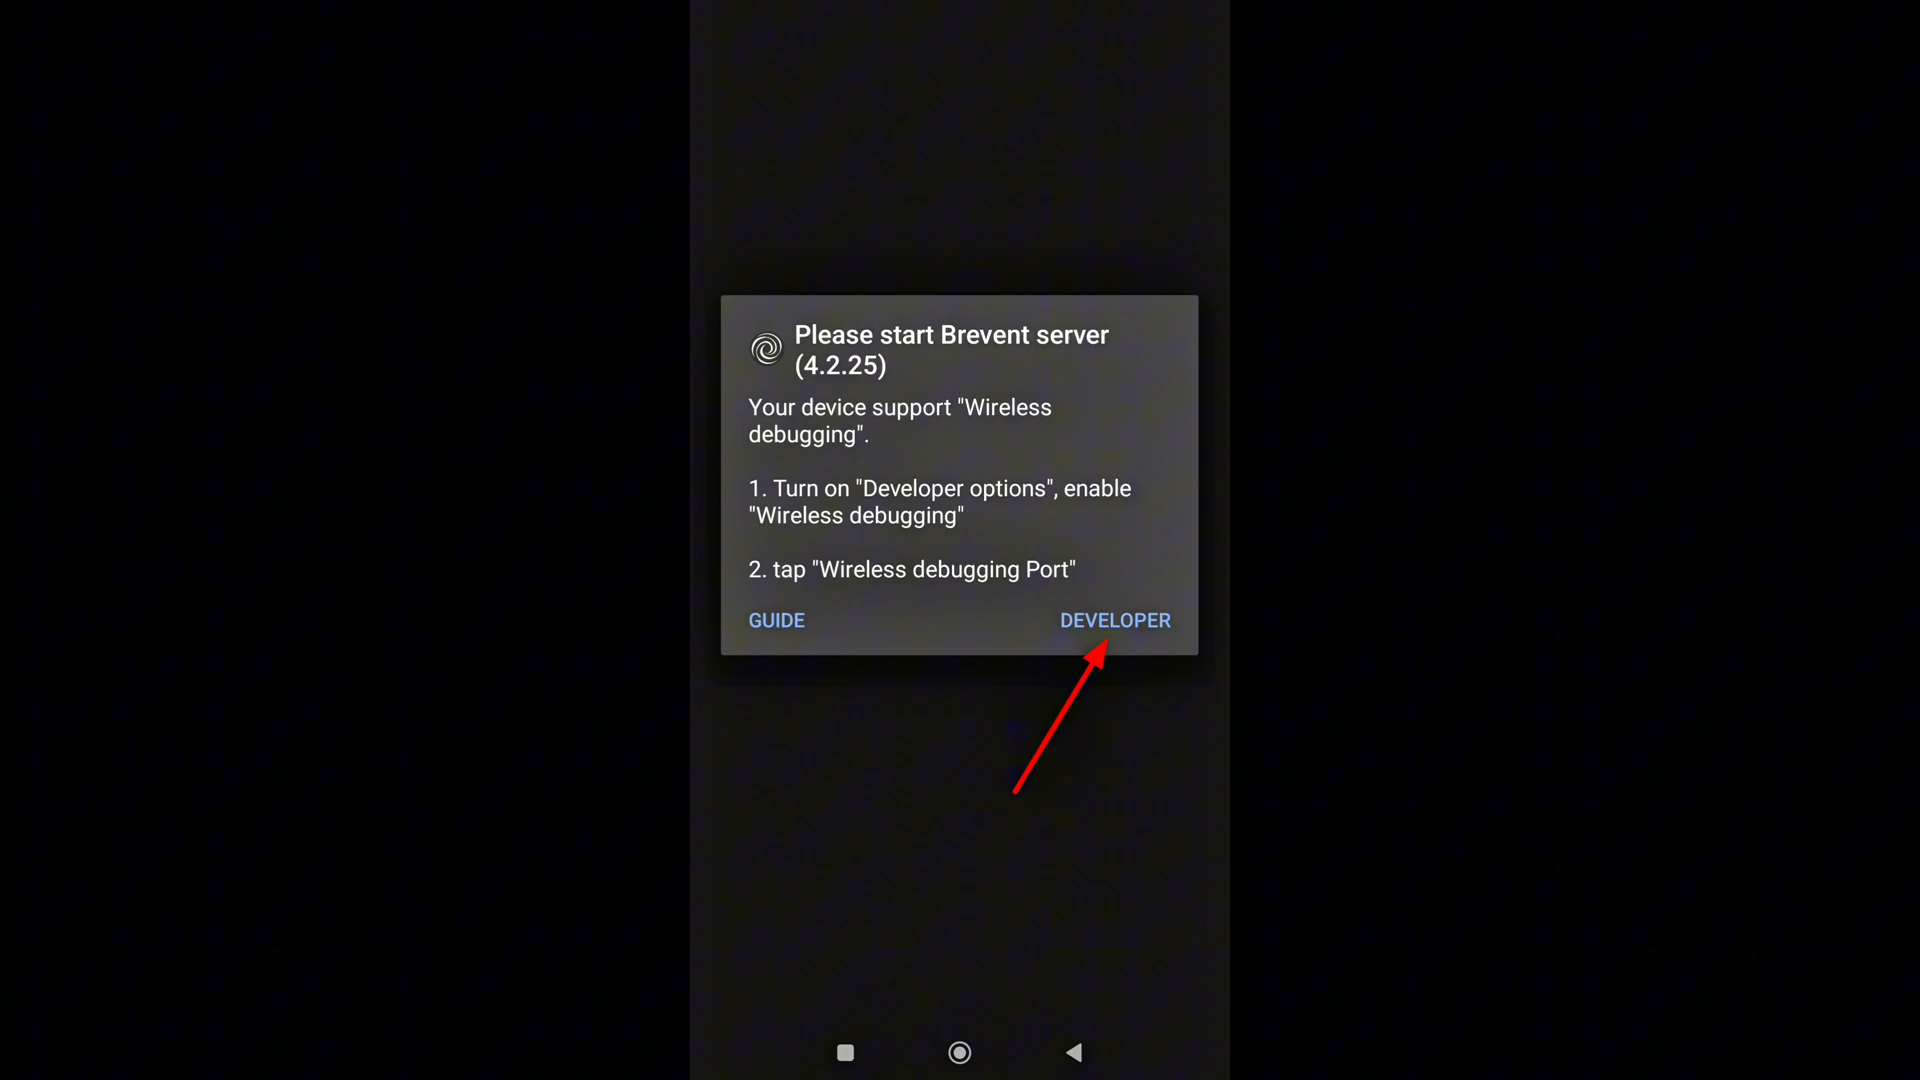 Please start Brevent server
(4.2.25)
Your device support "Wireless
debugging".
1. Turn on "Developer options", enable
"Wireless debugging"
2. tap "Wireless debugging Port"
GUIDE
DEVELOPER